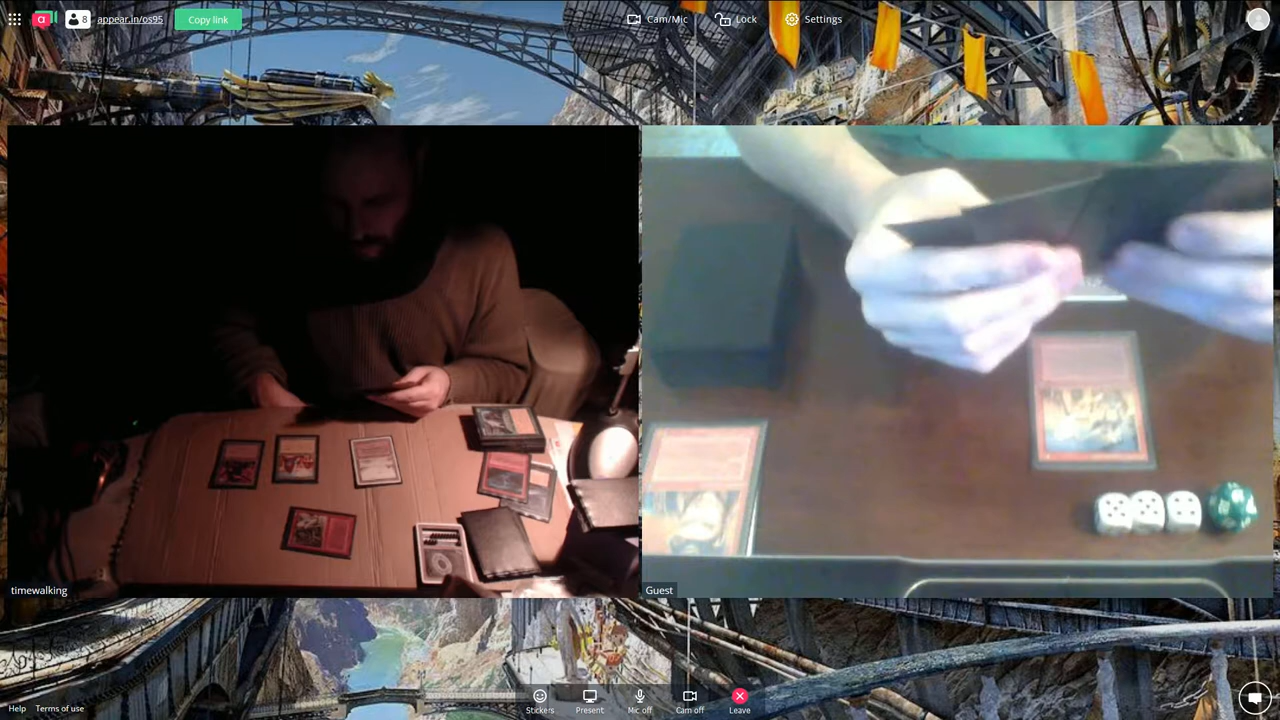 a
8
appear.in/os95
Copy link
Cam/Mic
Lock
Settings
timewalking
Guest
Help
Terms of use
Stickers
Present
Mic off
Cam off
Leave